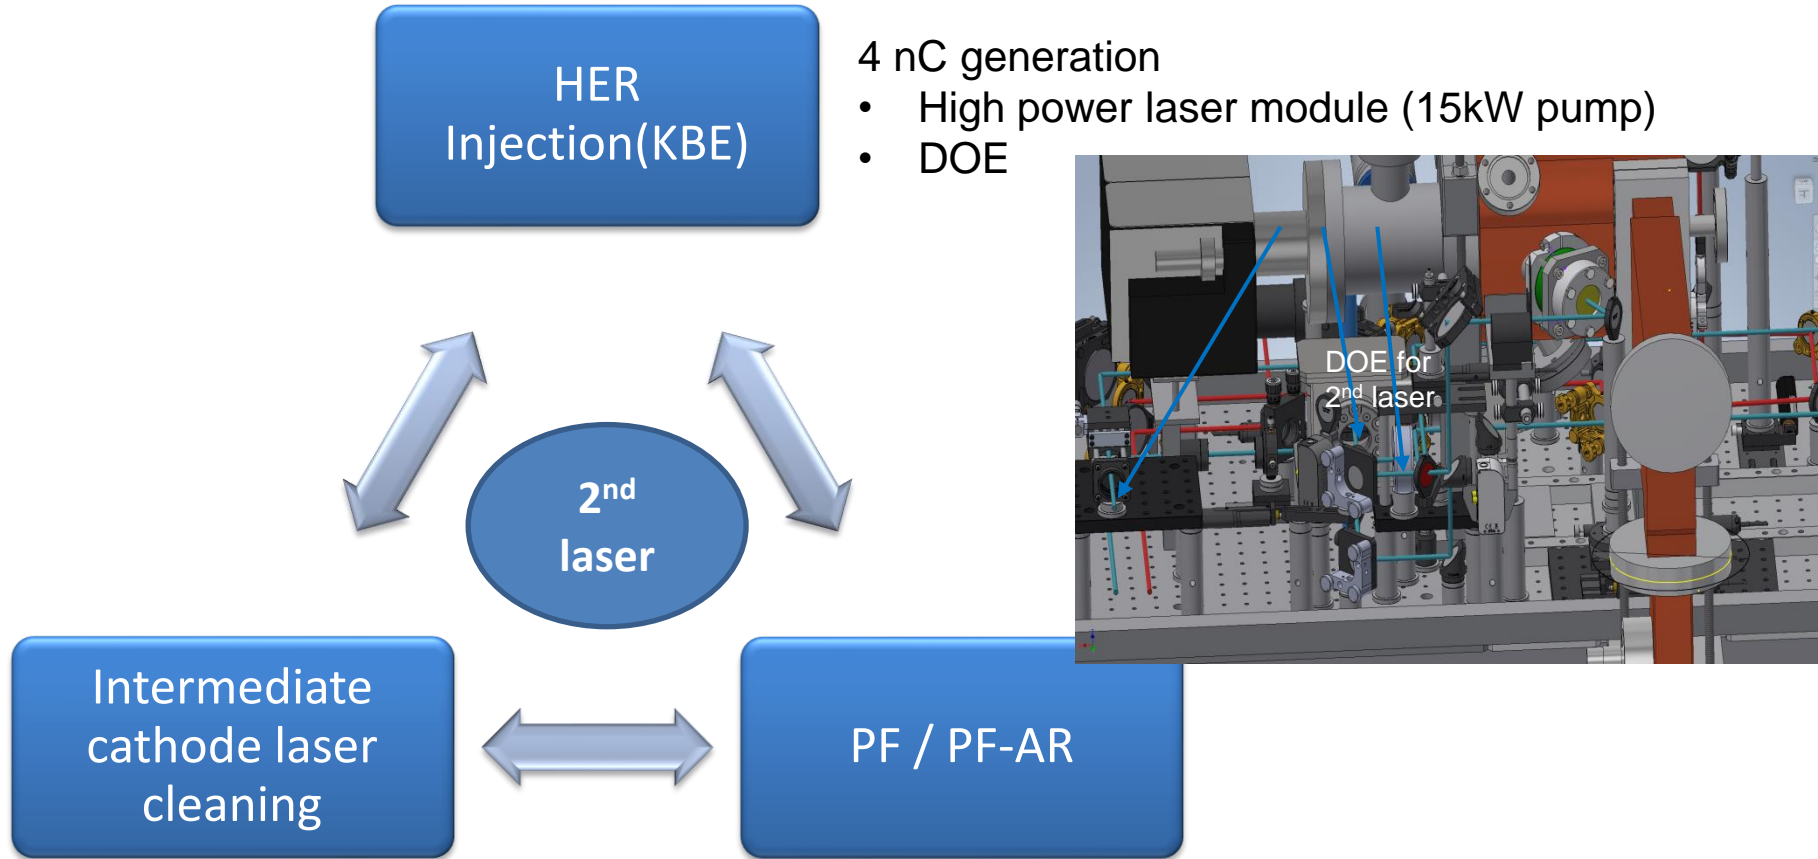 HER
Injection(KBE)
4 nC generation
• High power laser module (15kW pump)
• DOE
DOE for
2nd laser
2nd
laser
Intermediate
cathode laser
cleaning
PF / PF-AR